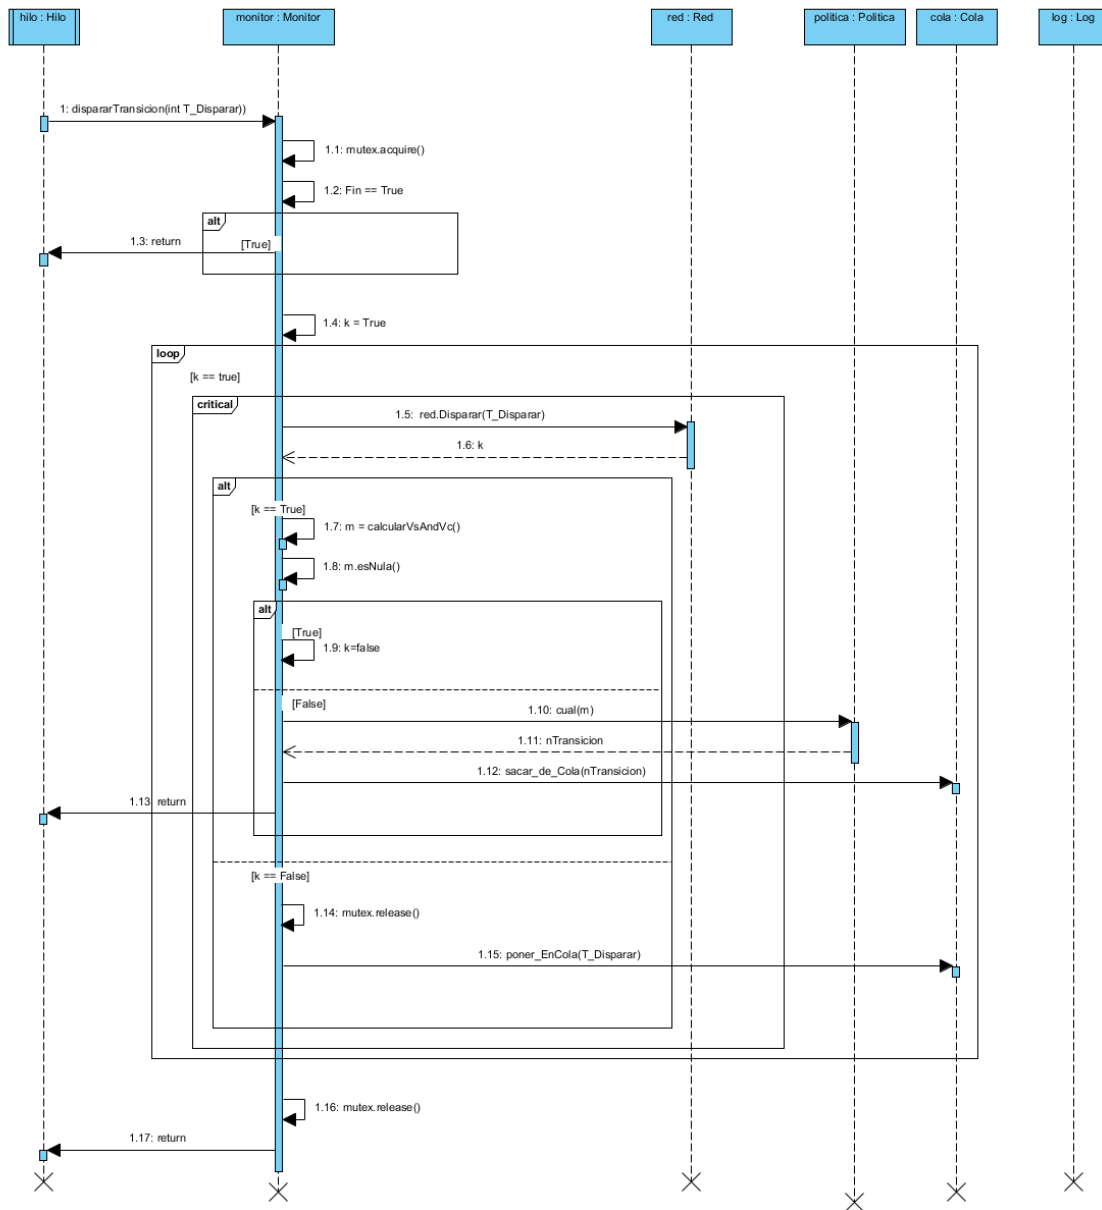 hilo : Hilo
monitor : Monitor
red : Red
politica : Politica
cola : Cola
log : Log
1: dispararTransicion(int T_Disparar))
1.1: mutex.acquire()
1.2: Fin == True
alt
1.3: return
[True]
1.4: k = True
loop
[k == true]
critical
1.5: red.Disparar(T_Disparar)
1.6: k
alt
[k == True]
1.7: m = calcularVsAndVc()
1.8: m.esNula()
alt
[True]
1.9: k=false
[False]
1.10: cual(m)
1.11: nTransicion
1.12: sacar_de_Cola(nTransicion)
1.13: return
[k == False]
1.14: mutex.release()
1.15: poner_EnCola(T_Disparar)
1.16: mutex.release()
1.17: return